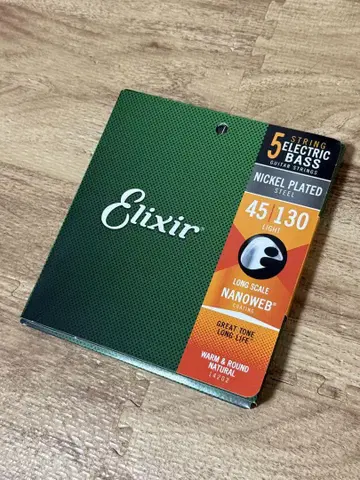 Elixir®
5 STRING
ELECTRIC
BASS
GUITAR STRINGS
NICKEL PLATED
STEEL
45/130
LIGHT
LONG SCALE
NANOWEB®
COATING
GREAT TONE
LONG LIFE
WARM & ROUND
NATURAL
14202